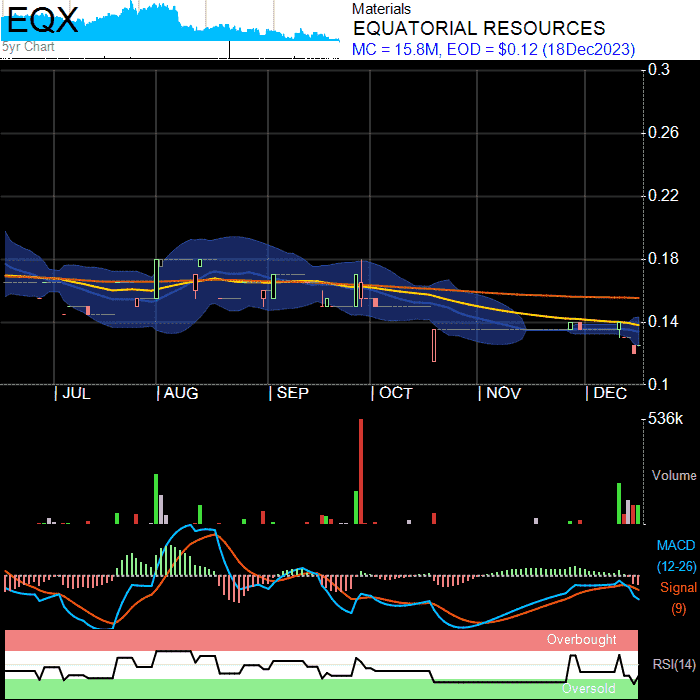 EQX
5yr Chart
Materials
EQUATORIAL RESOURCES
MC = 15.8M, EOD = $0.12 (18Dec2023)
0.3
0.26
0.22
0.18
0.14
0.1
JUL AUG SEP OCT NOV DEC
536k
Volume
MACD
(12-26)
Signal
(9)
Overbought
RSI(14)
Oversold